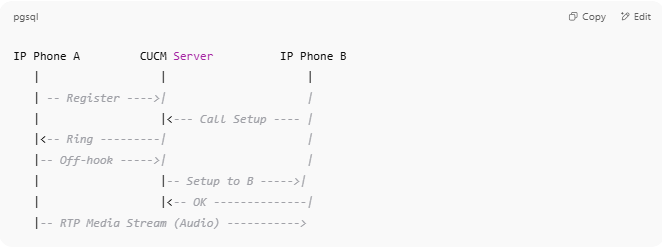 pgsql Copy Edit
IP Phone A         CUCM Server          IP Phone B
   |                  |                     |
   | -- Register ---->|                     |
   |                  |<--- Call Setup ---- |
   |<-- Ring ---------|                     |
   |-- Off-hook ----->|                     |
   |                  |-- Setup to B ----->|
   |                  |<-- OK --------------|
   |-- RTP Media Stream (Audio) ----------->